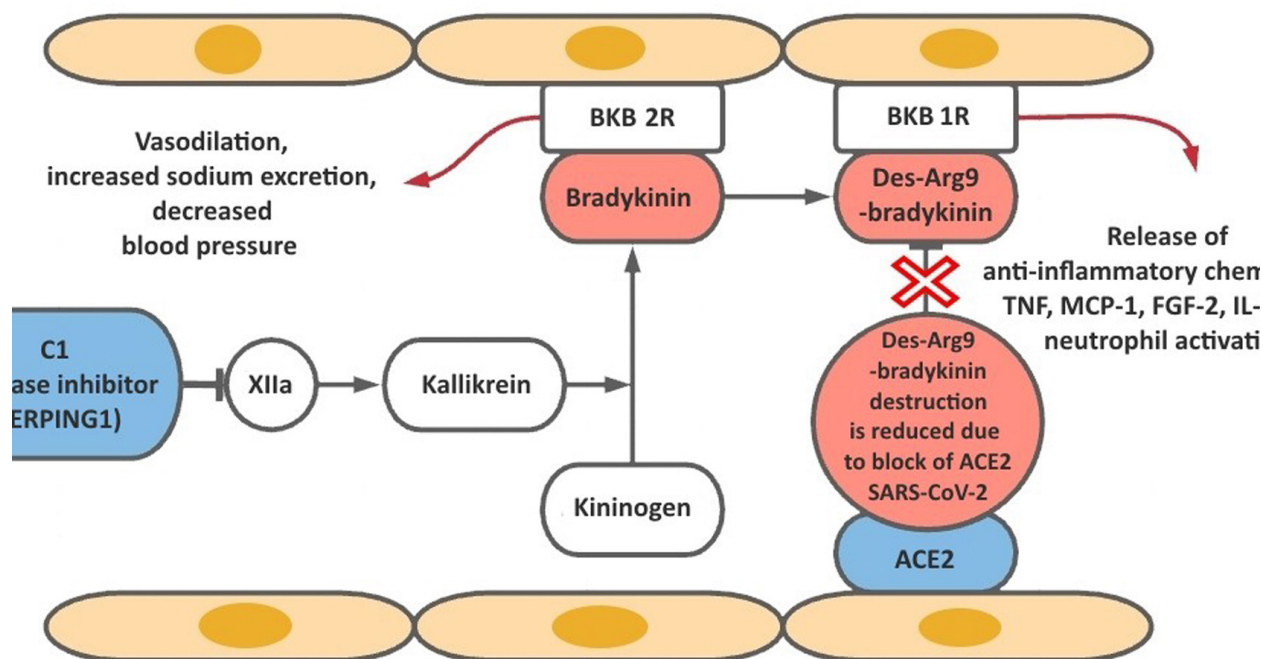 BKB 2R
BKB 1R
Vasodilation,
increased sodium excretion,
decreased
blood pressure
Bradykinin
Des-Arg9
-bradykinin
Release of
anti-inflammatory chem
TNF, MCP-1, FGF-2, IL-
neutrophil activati
C1
ase inhibitor
ERPING1)
XIIa
Kallikrein
Kininogen
Des-Arg9
-bradykinin
destruction
is reduced due
to block of ACE2
SARS-CoV-2
ACE2